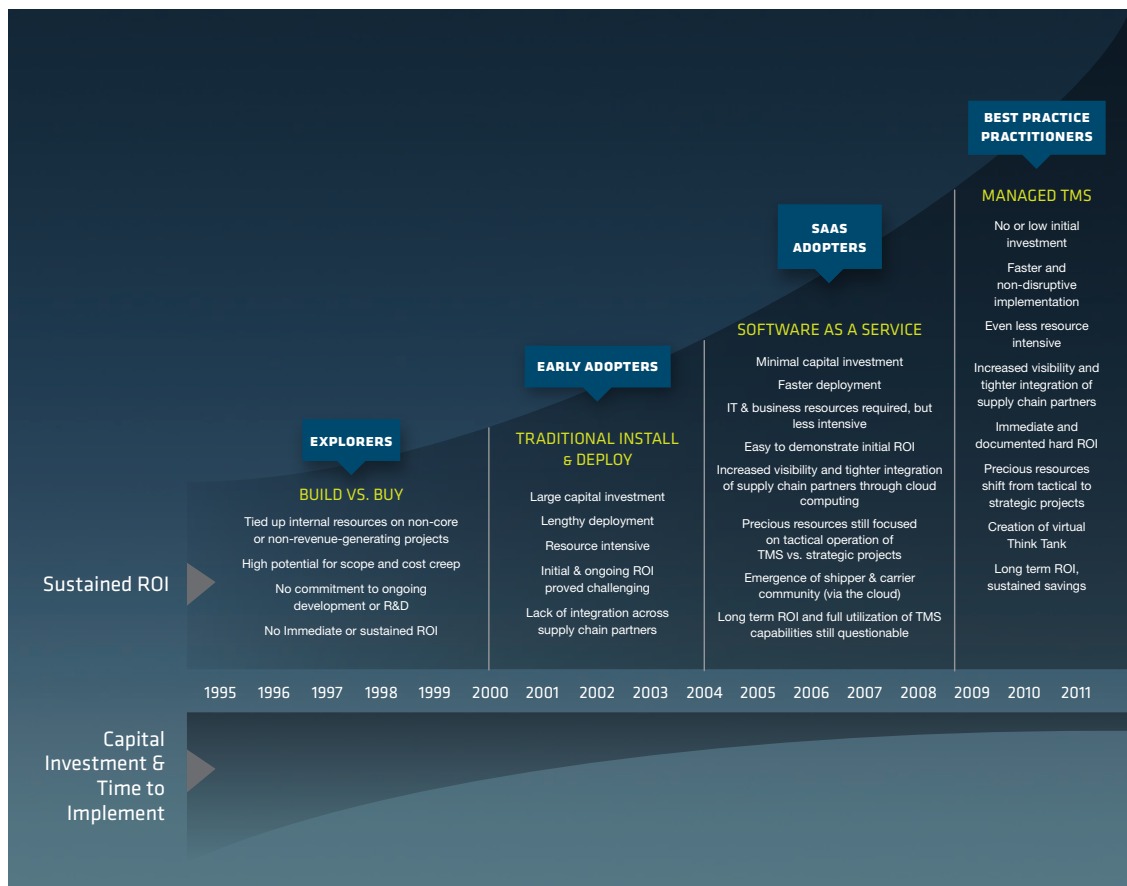 BEST PRACTICE
PRACTITIONERS
MANAGED TMS
No or low initial
investment
Faster and
non-disruptive
implementation
Even less resource
intensive
Increased visibility and
tighter integration of
supply chain partners
Immediate and
documented hard ROI
Precious resources
shift from tactical to
strategic projects
Creation of virtual
Think Tank
Long term ROI,
sustained savings
SAAS
ADOPTERS
SOFTWARE AS A SERVICE
Minimal capital investment
Faster deployment
IT & business resources required, but
less intensive
Easy to demonstrate initial ROI
Increased visibility and tighter integration
of supply chain partners through cloud
computing
Precious resources still focused
on tactical operation of
TMS vs. strategic projects
Emergence of shipper & carrier
community (via the cloud)
Long term ROI and full utilization of TMS
capabilities still questionable
EARLY ADOPTERS
TRADITIONAL INSTALL
& DEPLOY
Large capital investment
Lengthy deployment
Resource intensive
Initial & ongoing ROI
proved challenging
Lack of integration across
supply chain partners
EXPLORERS
BUILD VS. BUY
Tied up internal resources on non-core
or non-revenue-generating projects
High potential for scope and cost creep
No commitment to ongoing
development or R&D
No Immediate or sustained ROI
Sustained ROI
1995 1996 1997 1998 1999 2000 2001 2002 2003 2004 2005 2006 2007 2008 2009 2010 2011
Capital
Investment &
Time to
Implement